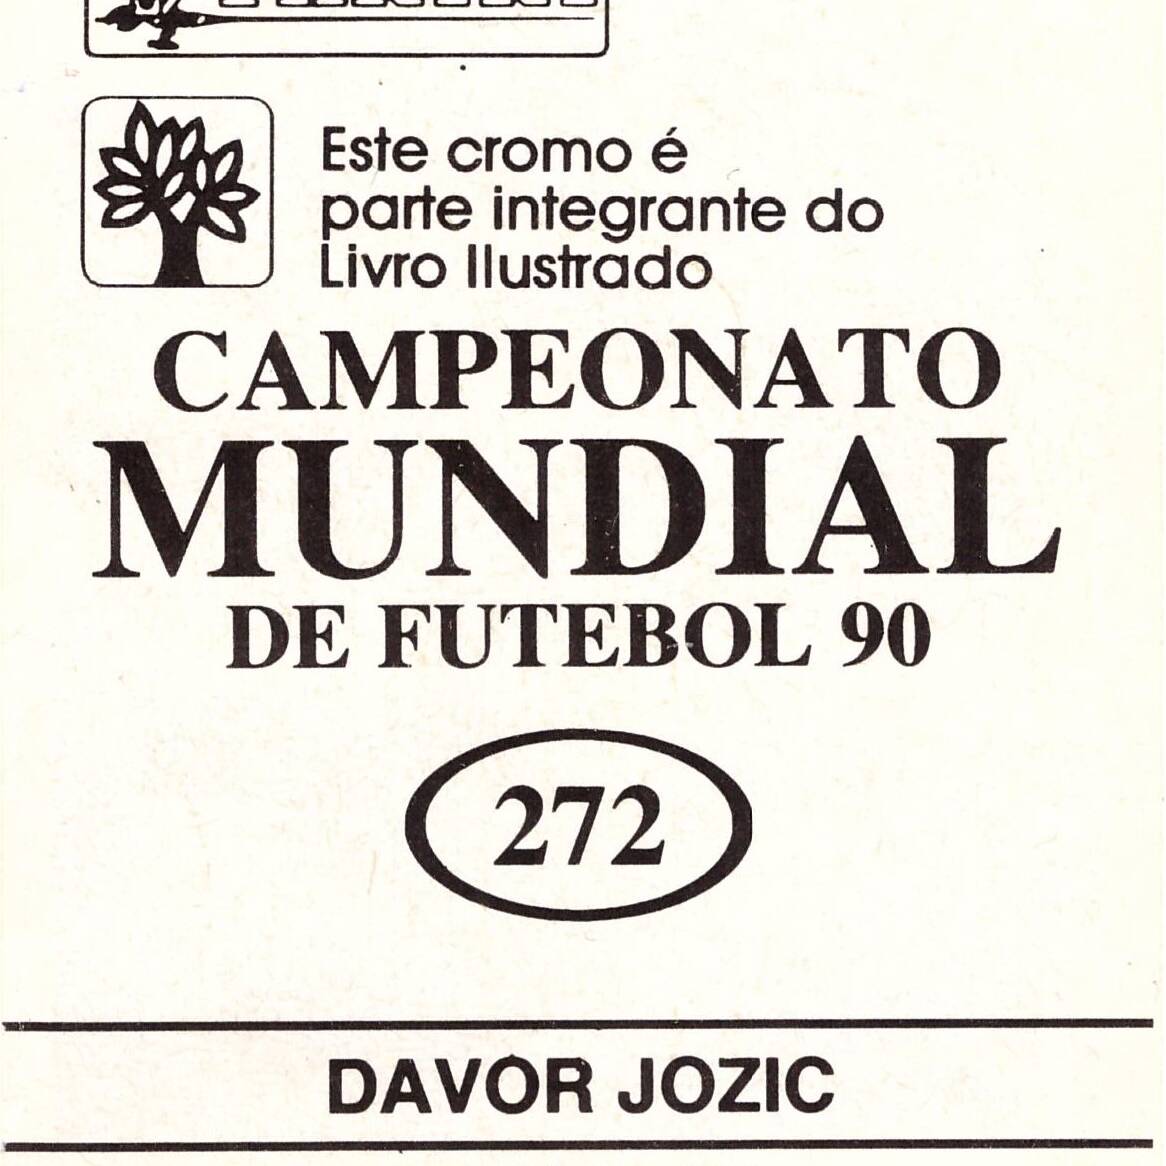 Este cromo é
parte integrante do
Livro Ilustrado
CAMPEONATO
MUNDIAL
DE FUTEBOL 90
272
DAVOR JOZIC